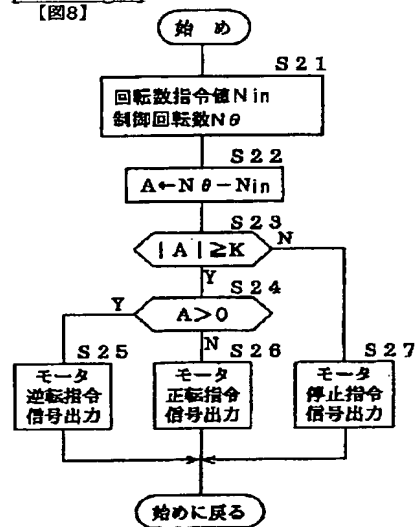 【図8】
始 め
S21
回転数指令値Nin
制御回転数Nθ
S22
A←Nθ−Nin
S23
|A|≧K
N
Y
S24
Y
A>0
N
S25
モータ
逆転指令
信号出力
S26
モータ
正転指令
信号出力
S27
モータ
停止指令
信号出力
始めに戻る